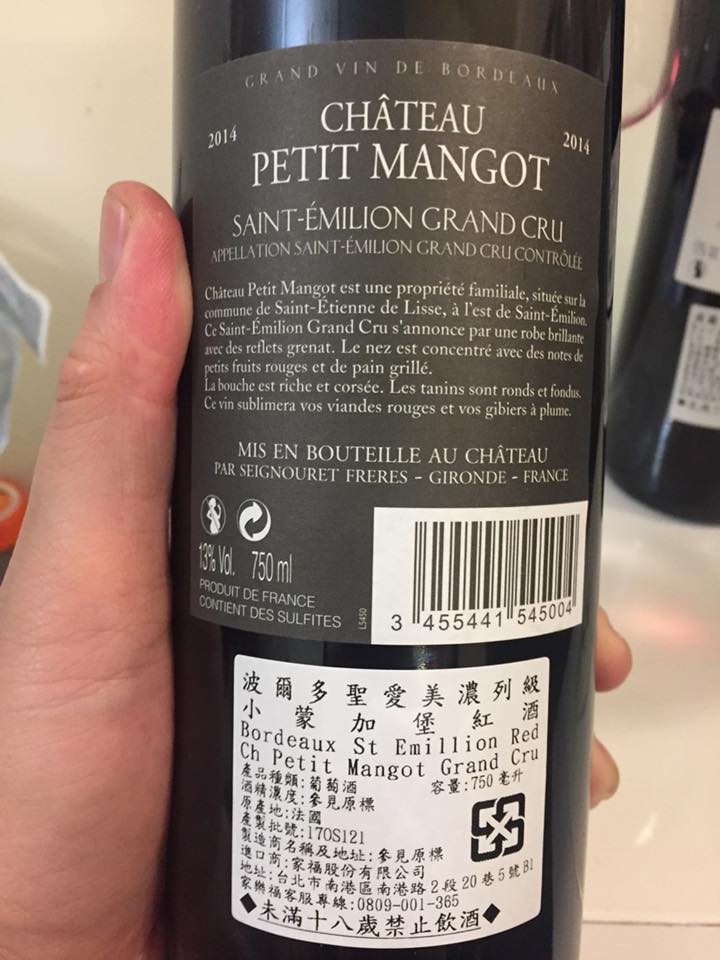 GRAND VIN DE BORDEAUX
CHÂTEAU
2014
2014
PETIT MANGOT
SAINT-ÉMILION GRAND CRU
APPELLATION SAINT-ÉMILION GRAND CRU CONTRÔLÉE
Château Petit Mangot est une propriété familiale, située sur la
commune de Saint-Étienne de Lisse, à l'est de Saint-Émilion.
Ce Saint-Émilion Grand Cru s'annonce par une robe brillante
avec des reflets grenat. Le nez est concentré avec des notes de
petits fruits rouges et de pain grillé.
La bouche est riche et corsée. Les tanins sont ronds et fondus.
Ce vin sublimera vos viandes rouges et vos gibiers à plume.
MIS EN BOUTEILLE AU CHÂTEAU
PAR SEIGNOURET FRERES - GIRONDE - FRANCE
13% Vol. 750 ml
PRODUIT DE FRANCE
CONTIENT DES SULFITES
L5450
3 455441 545004
波爾多聖愛美濃列級
小蒙加堡紅酒
Bordeaux St Emillion Red
Ch Petit Mangot Grand Cru
產品種類:葡萄酒 容量:750 毫升
酒精濃度:參見原標
原產地:法國
產製批號:170S121
製造商名稱及地址:參見原標
進口商:家福股份有限公司
地址:台北市南港區南港路2段20巷5號B1
家樂福客服專線:0809-001-365
◆未滿十八歲禁止飲酒◆